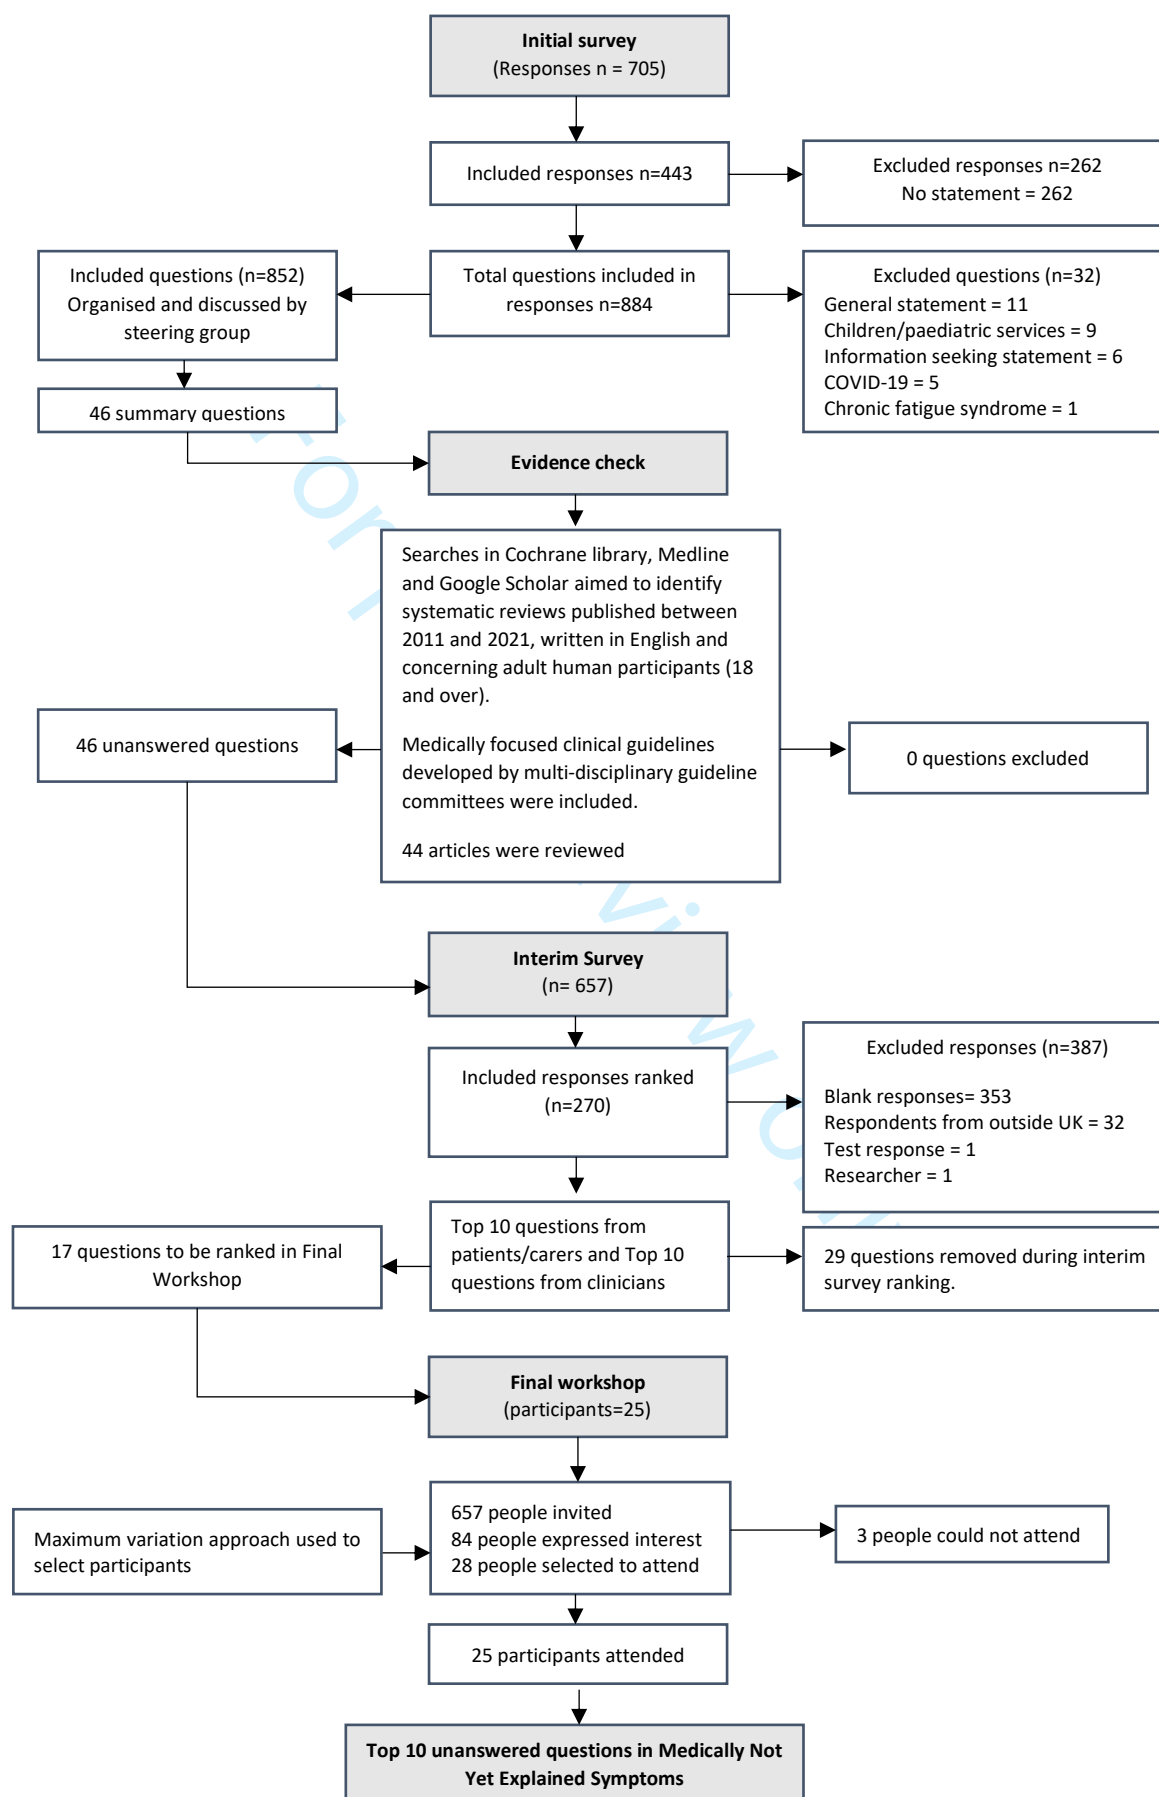 Initial survey
(Responses n = 705)
Included responses n=443
Excluded responses n=262
No statement = 262
Included questions (n=852)
Organised and discussed by
steering group
Total questions included in
responses n=884
Excluded questions (n=32)
General statement = 11
Children/paediatric services = 9
Information seeking statement = 6
COVID-19 = 5
Chronic fatigue syndrome = 1
46 summary questions
Evidence check
Searches in Cochrane library, Medline
and Google Scholar aimed to identify
systematic reviews published between
2011 and 2021, written in English and
concerning adult human participants (18
and over).
Medically focused clinical guidelines
developed by multi-disciplinary guideline
committees were included.
44 articles were reviewed
46 unanswered questions
0 questions excluded
Interim Survey
(n= 657)
Included responses ranked
(n=270)
Excluded responses (n=387)
Blank responses= 353
Respondents from outside UK = 32
Test response = 1
Researcher = 1
17 questions to be ranked in Final
Workshop
Top 10 questions from
patients/carers and Top 10
questions from clinicians
29 questions removed during interim
survey ranking.
Final workshop
(participants=25)
Maximum variation approach used to
select participants
657 people invited
84 people expressed interest
28 people selected to attend
3 people could not attend
25 participants attended
Top 10 unanswered questions in Medically Not
Yet Explained Symptoms